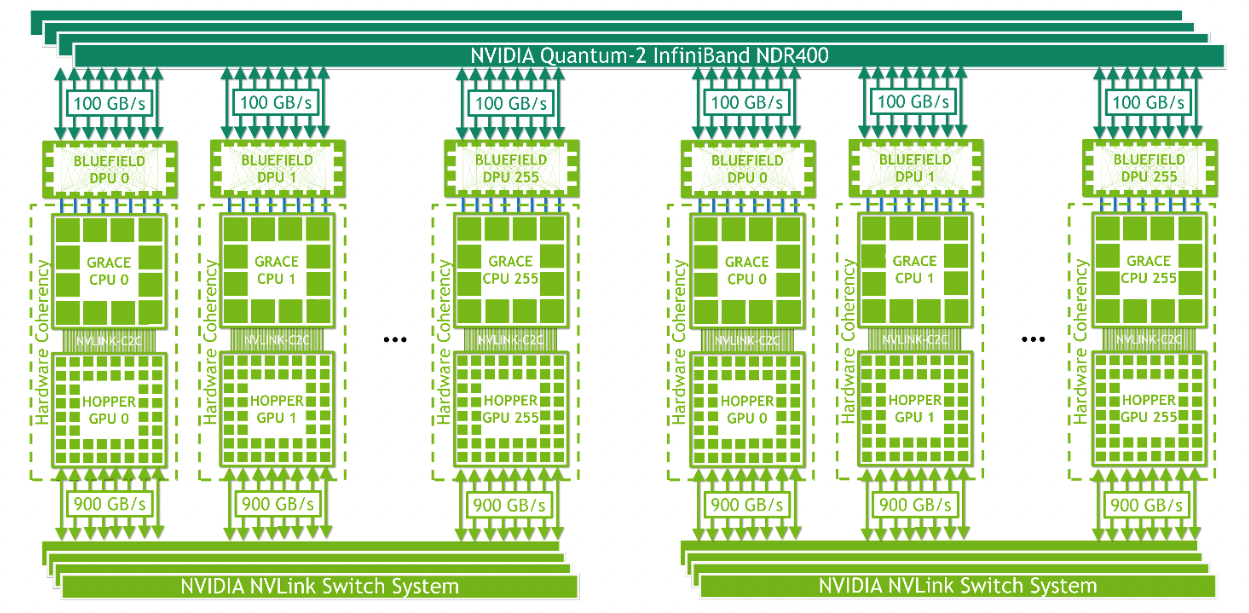 NVIDIA Quantum-2 InfiniBand NDR400
100 GB/s
100 GB/s
100 GB/s
100 GB/s
100 GB/s
100 GB/s
BLUEFIELD
DPU 0
BLUEFIELD
DPU 1
BLUEFIELD
DPU 255
BLUEFIELD
DPU 0
BLUEFIELD
DPU 1
BLUEFIELD
DPU 255
Hardware Coherency
GRACE
CPU 0
Hardware Coherency
GRACE
CPU 1
Hardware Coherency
GRACE
CPU 255
Hardware Coherency
GRACE
CPU 0
Hardware Coherency
GRACE
CPU 1
Hardware Coherency
GRACE
CPU 255
NVLINK-C2C
NVLINK-C2C
...
NVLINK-C2C
NVLINK-C2C
NVLINK-C2C
...
NVLINK-C2C
HOPPER
GPU 0
HOPPER
GPU 1
HOPPER
GPU 255
HOPPER
GPU 0
HOPPER
GPU 1
HOPPER
GPU 255
900 GB/s
900 GB/s
900 GB/s
900 GB/s
900 GB/s
900 GB/s
NVIDIA NVLink Switch System
NVIDIA NVLink Switch System